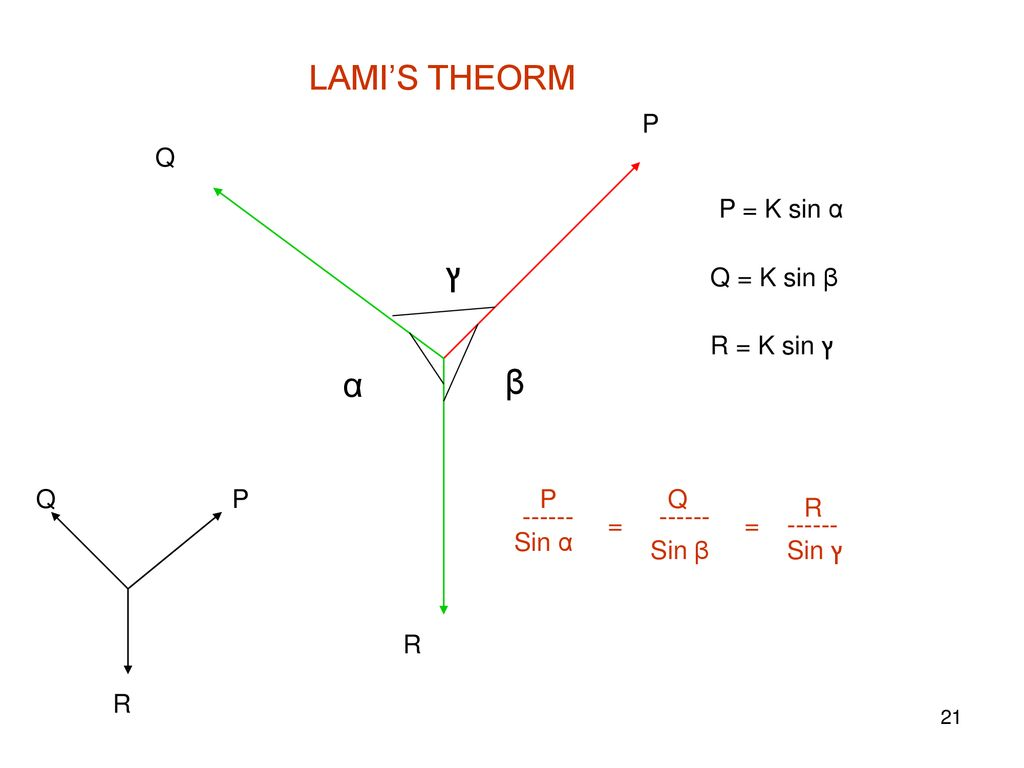 LAMI’S THEORM
P
Q
P = K sin α
γ
Q = K sin β
R = K sin γ
α
β
Q
P
P
------
Sin α
=
Q
------
Sin β
=
R
------
Sin γ
R
R
21